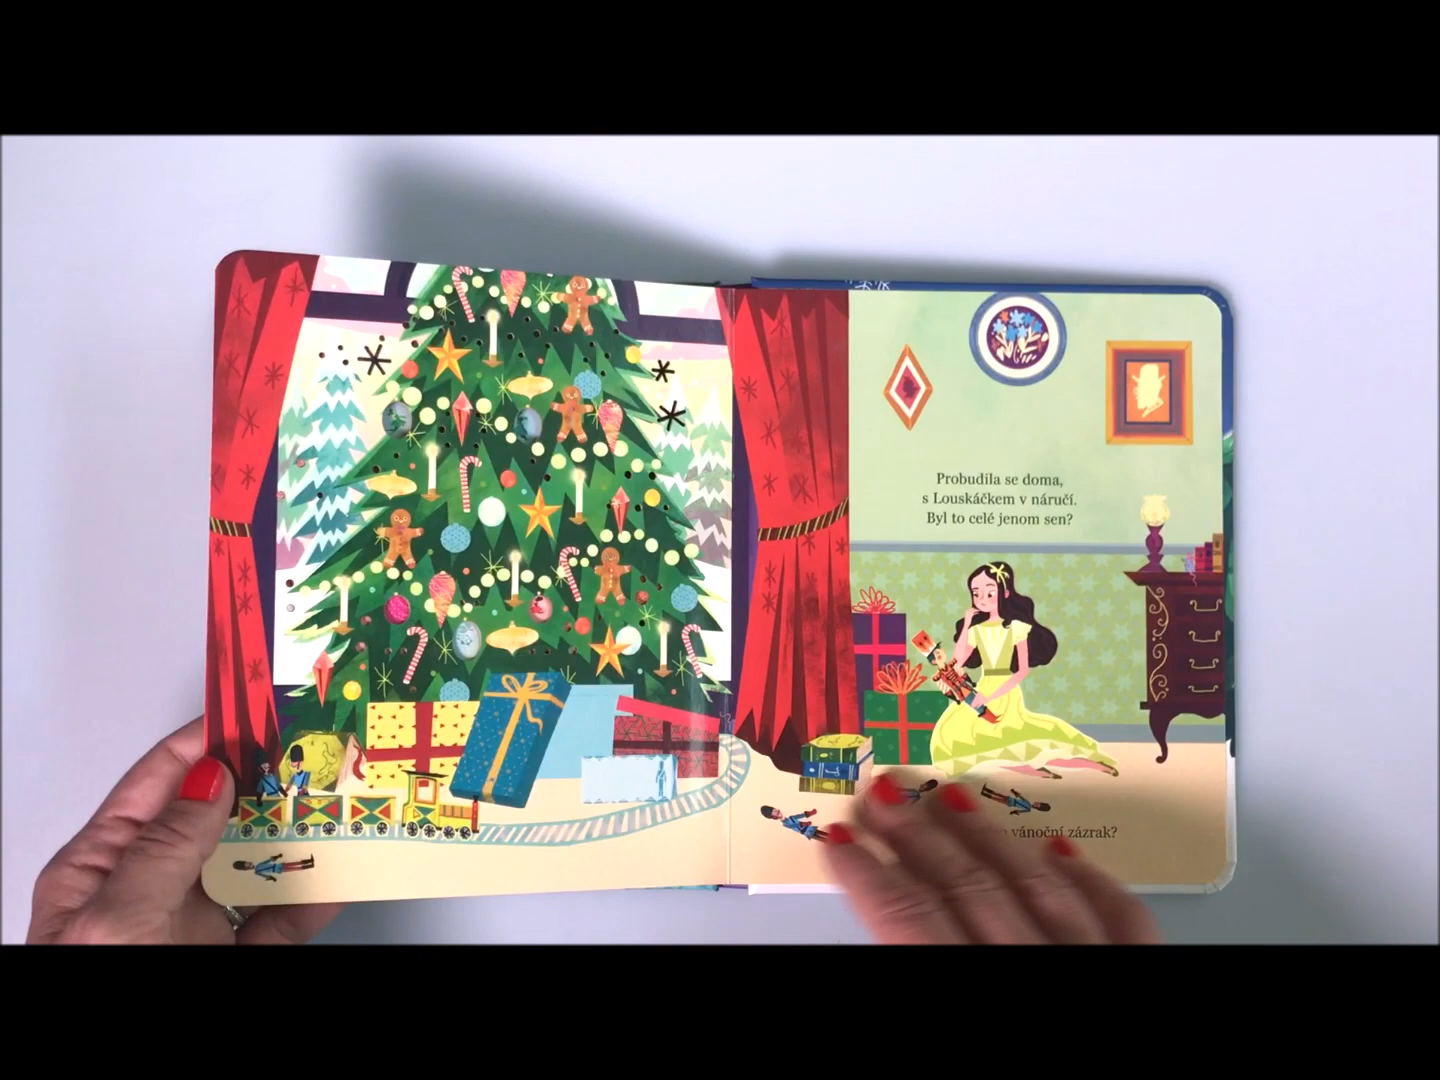 Probudila se doma,
s Louskáčkem v náručí.
Byl to celé jenom sen?
vánoční zázrak?